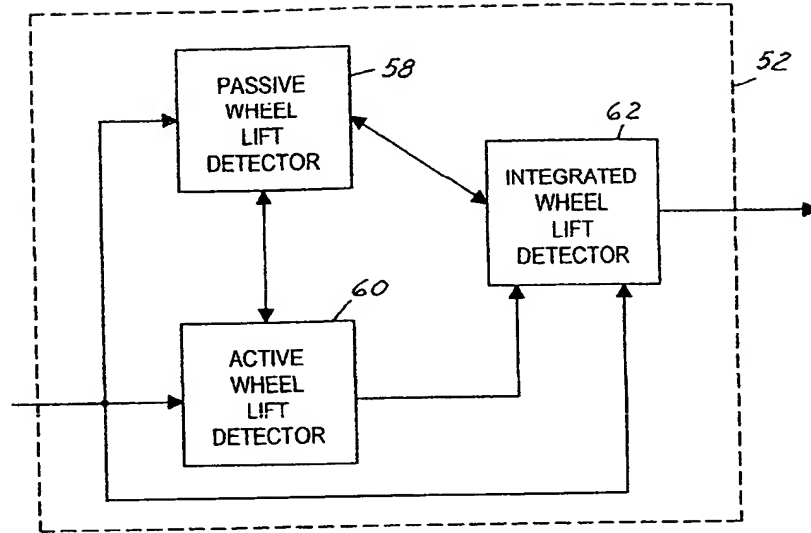 PASSIVE
WHEEL
LIFT
DETECTOR
58
52
62
INTEGRATED
WHEEL
LIFT
DETECTOR
60
ACTIVE
WHEEL
LIFT
DETECTOR